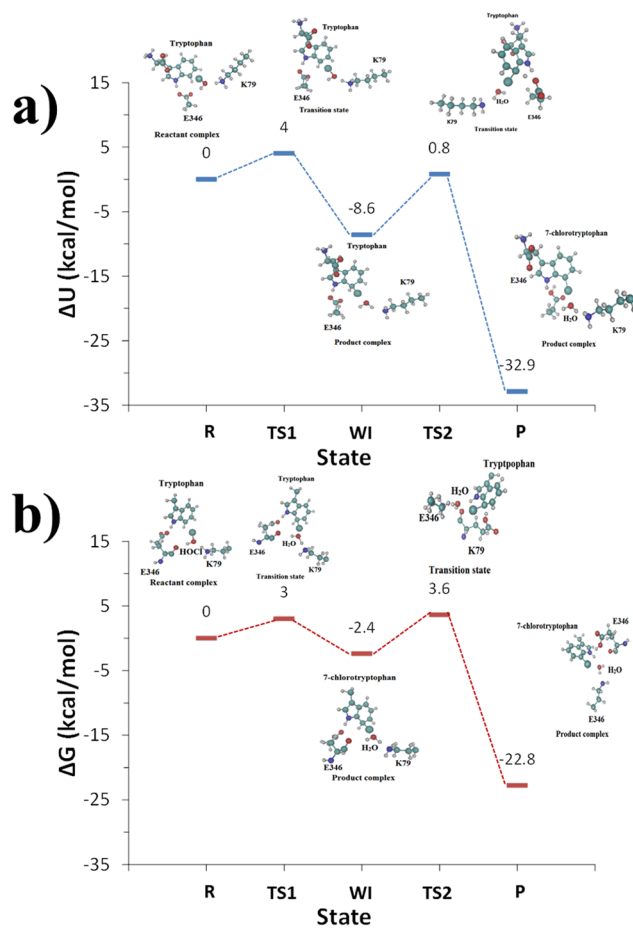 a)
Tryptophan
K79
E346
Reactant complex
0
Tryptophan
K79
E346
Transition state
4
Tryptophan
H₂O
K79
E346
Transition state
0.8
-8.6
Tryptophan
K79
E346
Product complex
7-chlorotryptophan
E346
H₂O
K79
Product complex
-32.9
15
5
-5
-15
-25
-35
ΔU (kcal/mol)
R TS1 WI TS2 P
State
b)
Tryptophan
HOCl
K79
E346
Reactant complex
0
Tryptophan
E346
H₂O
K79
Transition state
3
Tryptpophan
H₂O
E346
K79
Transition state
3.6
-2.4
7-chlorotryptophan
H₂O
E346
K79
Product complex
7-chlorotryptophan
E346
H₂O
E346
Product complex
-22.8
15
5
-5
-15
-25
-35
ΔG (kcal/mol)
R TS1 WI TS2 P
State